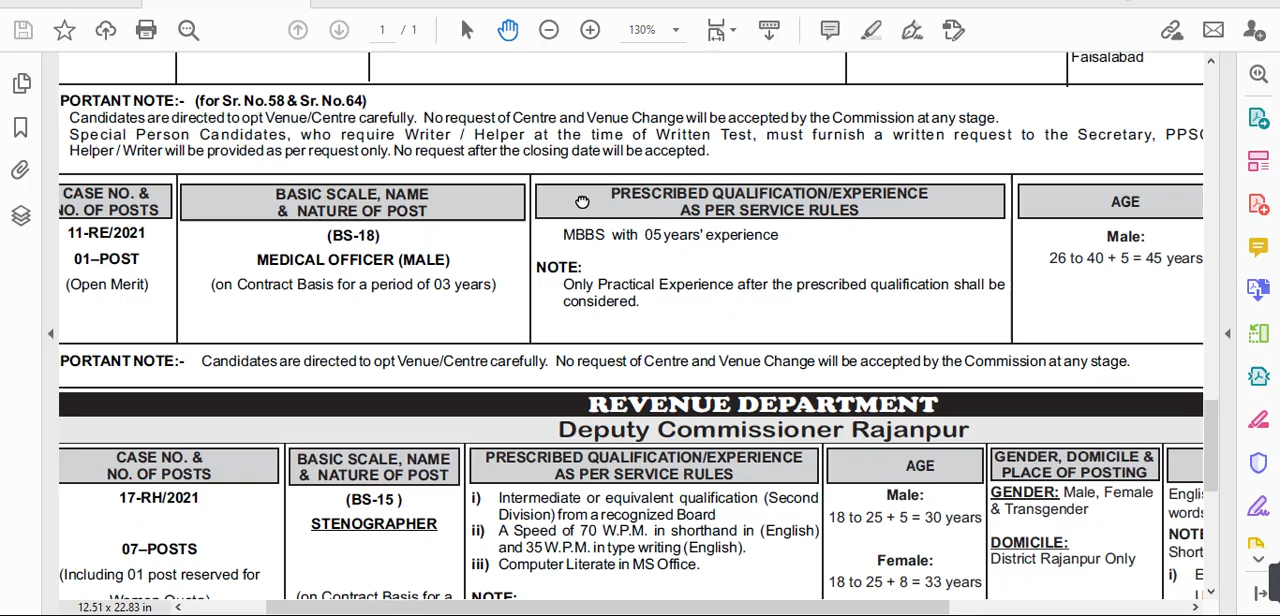 1 / 1
130%
Faisalabad
PORTANT NOTE:- (for Sr. No.58 & Sr. No.64)
Candidates are directed to opt Venue/Centre carefully. No request of Centre and Venue Change will be accepted by the Commission at any stage.
Special Person Candidates, who require Writer / Helper at the time of Written Test, must furnish a written request to the Secretary, PPSC
Helper / Writer will be provided as per request only. No request after the closing date will be accepted.
CASE NO. &
NO. OF POSTS
BASIC SCALE, NAME
& NATURE OF POST
PRESCRIBED QUALIFICATION/EXPERIENCE
AS PER SERVICE RULES
AGE
11-RE/2021
01–POST
(Open Merit)
(BS-18)
MEDICAL OFFICER (MALE)
(on Contract Basis for a period of 03 years)
MBBS with 05 years' experience
NOTE:
Only Practical Experience after the prescribed qualification shall be
considered.
Male:
26 to 40 + 5 = 45 years
PORTANT NOTE:- Candidates are directed to opt Venue/Centre carefully. No request of Centre and Venue Change will be accepted by the Commission at any stage.
REVENUE DEPARTMENT
Deputy Commissioner Rajanpur
CASE NO. &
NO. OF POSTS
BASIC SCALE, NAME
& NATURE OF POST
PRESCRIBED QUALIFICATION/EXPERIENCE
AS PER SERVICE RULES
AGE
GENDER, DOMICILE &
PLACE OF POSTING
17-RH/2021
07–POSTS
(Including 01 post reserved for
(BS-15 )
STENOGRAPHER
(on Contract Basis for a
i) Intermediate or equivalent qualification (Second
Division) from a recognized Board
ii) A Speed of 70 W.P.M. in shorthand in (English)
and 35 W.P.M. in type writing (English).
iii) Computer Literate in MS Office.
NOTE:
Male:
18 to 25 + 5 = 30 years
Female:
18 to 25 + 8 = 33 years
GENDER: Male, Female
& Transgender
DOMICILE:
District Rajanpur Only
Englis
words
NOTE
Short
i) E
12.51 x 22.83 in